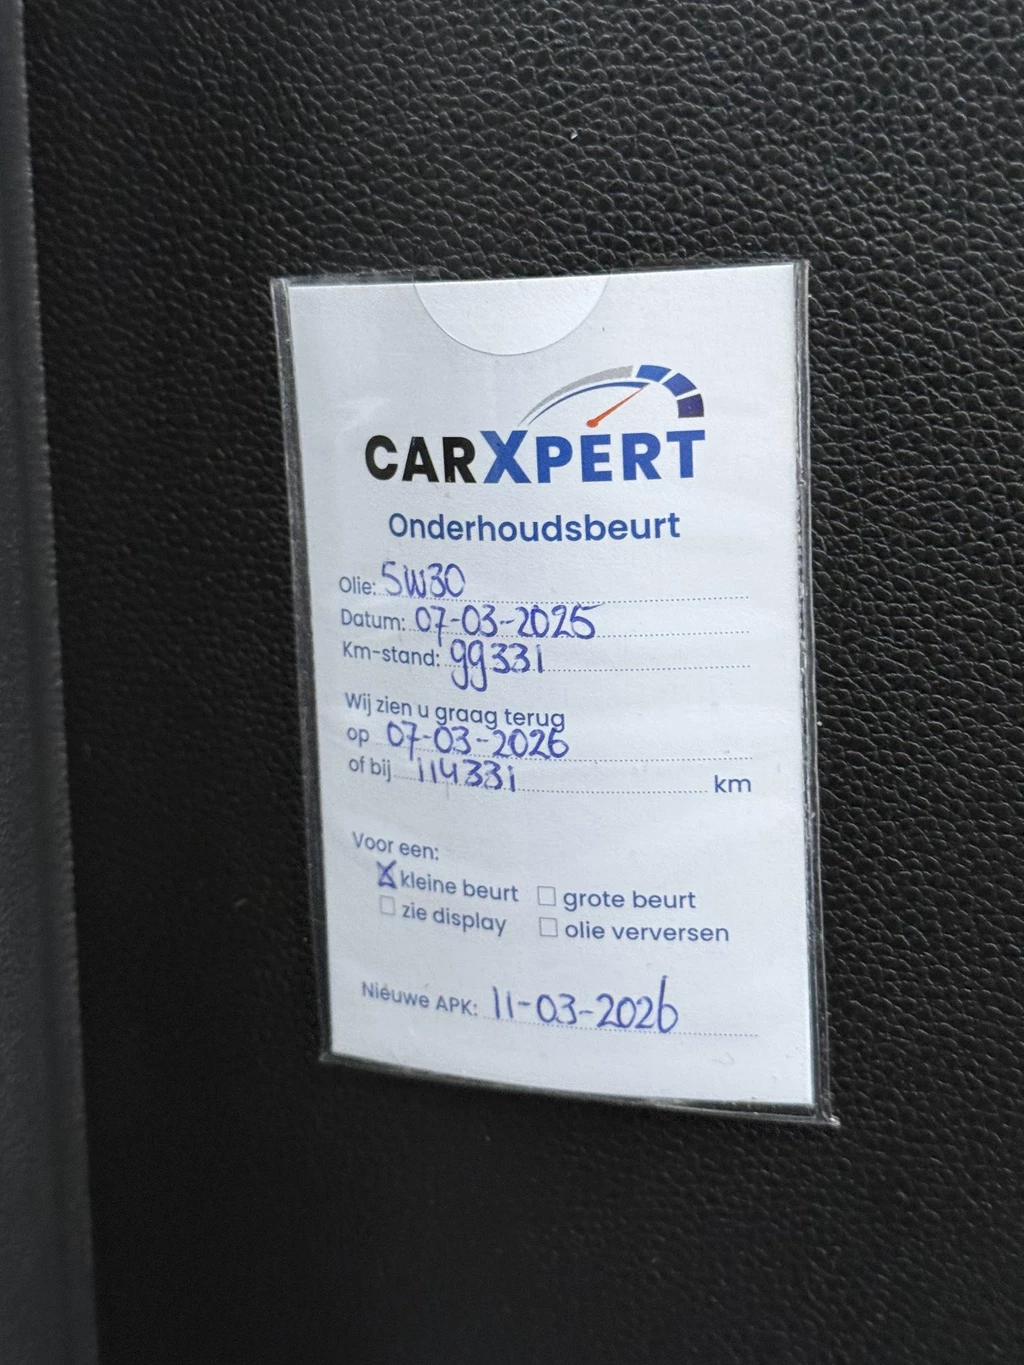 CARXPERT
Onderhoudsbeurt
Olie: 5W30
Datum: 07-03-2025
Km-stand: 99331
Wij zien u graag terug
op 07-03-2026
of bij 114331 km
Voor een:
kleine beurt grote beurt
zie display olie verversen
Nieuwe APK: 11-03-2026